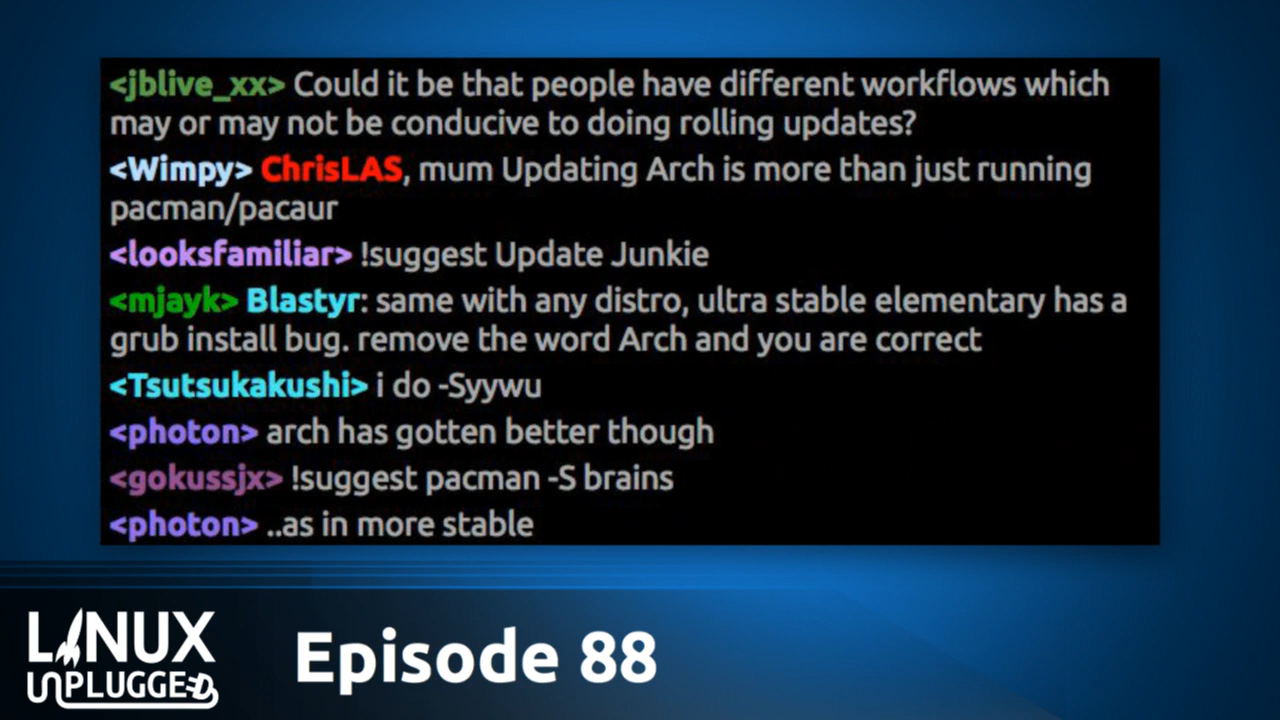 <jblive_xx> Could it be that people have different workflows which
may or may not be conducive to doing rolling updates?
<Wimpy> ChrisLAS, mum Updating Arch is more than just running
pacman/pacaur
<looksfamiliar> !suggest Update Junkie
<mjayk> Blastyr: same with any distro, ultra stable elementary has a
grub install bug. remove the word Arch and you are correct
<Tsutsukakushi> i do -Syywu
<photon> arch has gotten better though
<gokussjx> !suggest pacman -S brains
<photon> ..as in more stable
LINUX
UNPLUGGED
Episode 88